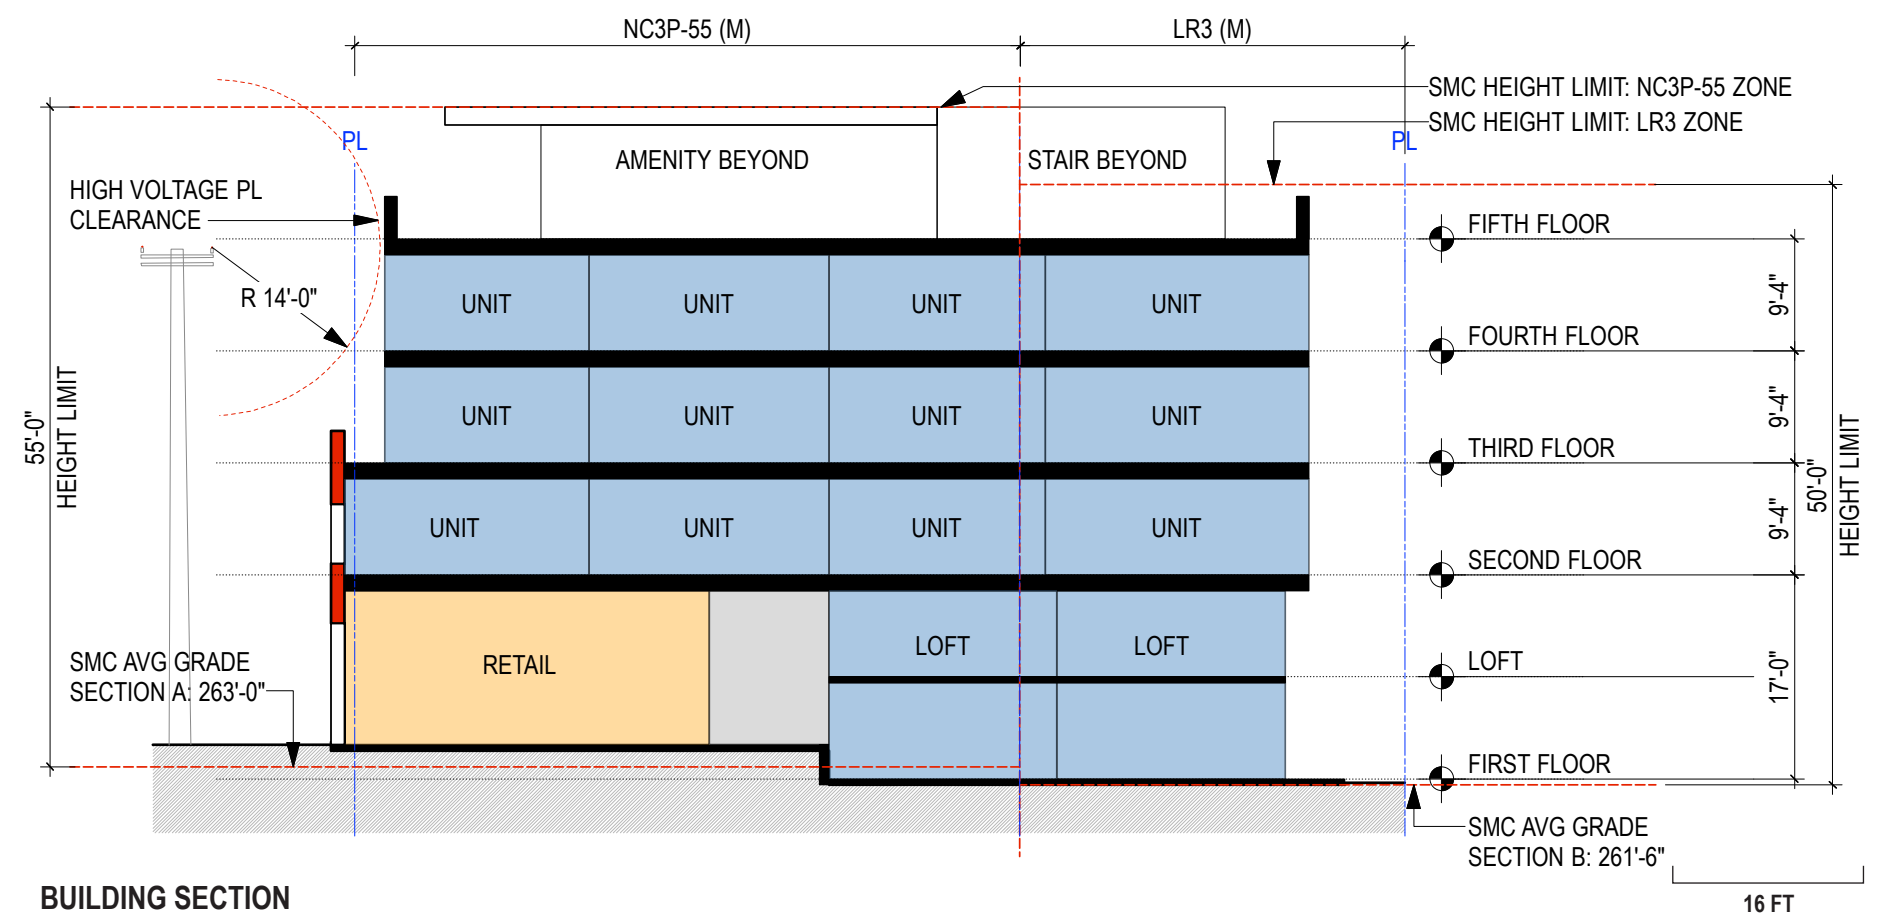 NC3P-55 (M)
LR3 (M)
SMC HEIGHT LIMIT: NC3P-55 ZONE
SMC HEIGHT LIMIT: LR3 ZONE
PL
PL
AMENITY BEYOND
STAIR BEYOND
HIGH VOLTAGE PL
CLEARANCE
R 14'-0"
FIFTH FLOOR
UNIT
UNIT
UNIT
UNIT
9'-4"
FOURTH FLOOR
UNIT
UNIT
UNIT
UNIT
9'-4"
55'-0"
HEIGHT LIMIT
THIRD FLOOR
50'-0"
HEIGHT LIMIT
UNIT
UNIT
UNIT
UNIT
9'-4"
SECOND FLOOR
RETAIL
LOFT
LOFT
LOFT
17'-0"
SMC AVG GRADE
SECTION A: 263'-0"
FIRST FLOOR
SMC AVG GRADE
SECTION B: 261'-6"
BUILDING SECTION
16 FT